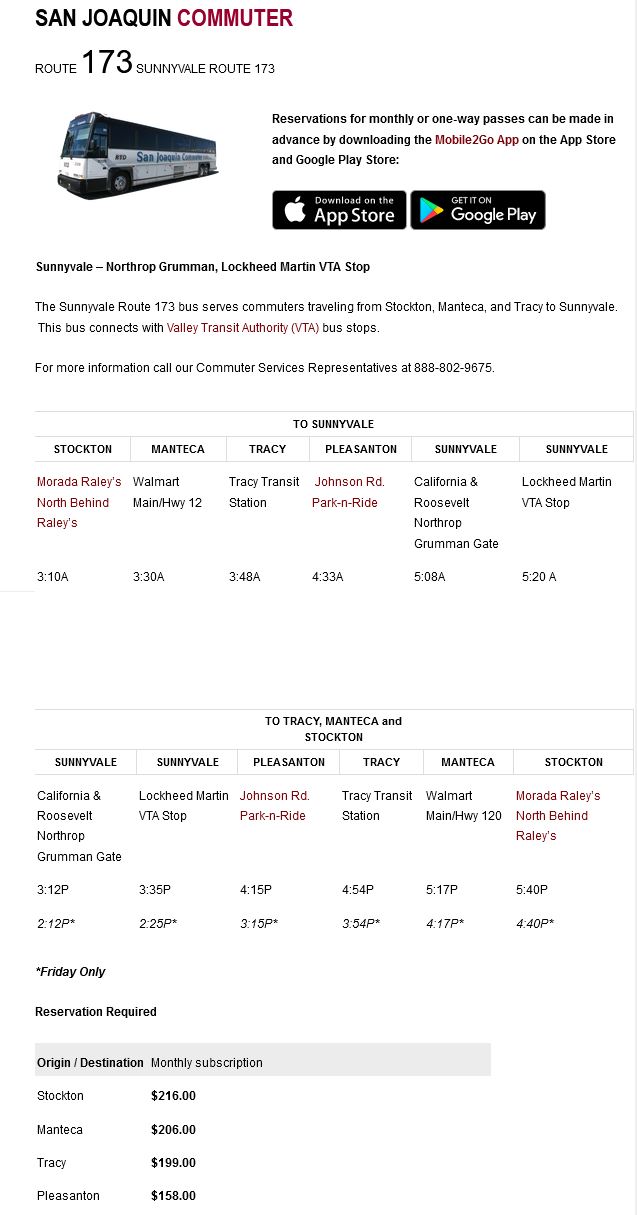 SAN JOAQUIN COMMUTER
ROUTE 173 SUNNYVALE ROUTE 173
RTD San Joaquin Commuter
Reservations for monthly or one-way passes can be made in
advance by downloading the Mobile2Go App on the App Store
and Google Play Store:
Download on the
App Store
GET IT ON
Google Play
Sunnyvale – Northrop Grumman, Lockheed Martin VTA Stop
The Sunnyvale Route 173 bus serves commuters traveling from Stockton, Manteca, and Tracy to Sunnyvale.
This bus connects with Valley Transit Authority (VTA) bus stops.
For more information call our Commuter Services Representatives at 888-802-9675.
TO SUNNYVALE
STOCKTON MANTECA TRACY PLEASANTON SUNNYVALE SUNNYVALE
Morada Raley’s Walmart Tracy Transit Johnson Rd. California & Lockheed Martin
North Behind Main/Hwy 12 Station Park-n-Ride Roosevelt VTA Stop
Raley’s Northrop
Grumman Gate
3:10A 3:30A 3:48A 4:33A 5:08A 5:20 A
TO TRACY, MANTECA and
STOCKTON
SUNNYVALE SUNNYVALE PLEASANTON TRACY MANTECA STOCKTON
California & Lockheed Martin Johnson Rd. Tracy Transit Walmart Morada Raley’s
Roosevelt VTA Stop Park-n-Ride Station Main/Hwy 120 North Behind
Northrop Raley’s
Grumman Gate
3:12P 3:35P 4:15P 4:54P 5:17P 5:40P
2:12P* 2:25P* 3:15P* 3:54P* 4:17P* 4:40P*
*Friday Only
Reservation Required
Origin / Destination Monthly subscription
Stockton $216.00
Manteca $206.00
Tracy $199.00
Pleasanton $158.00